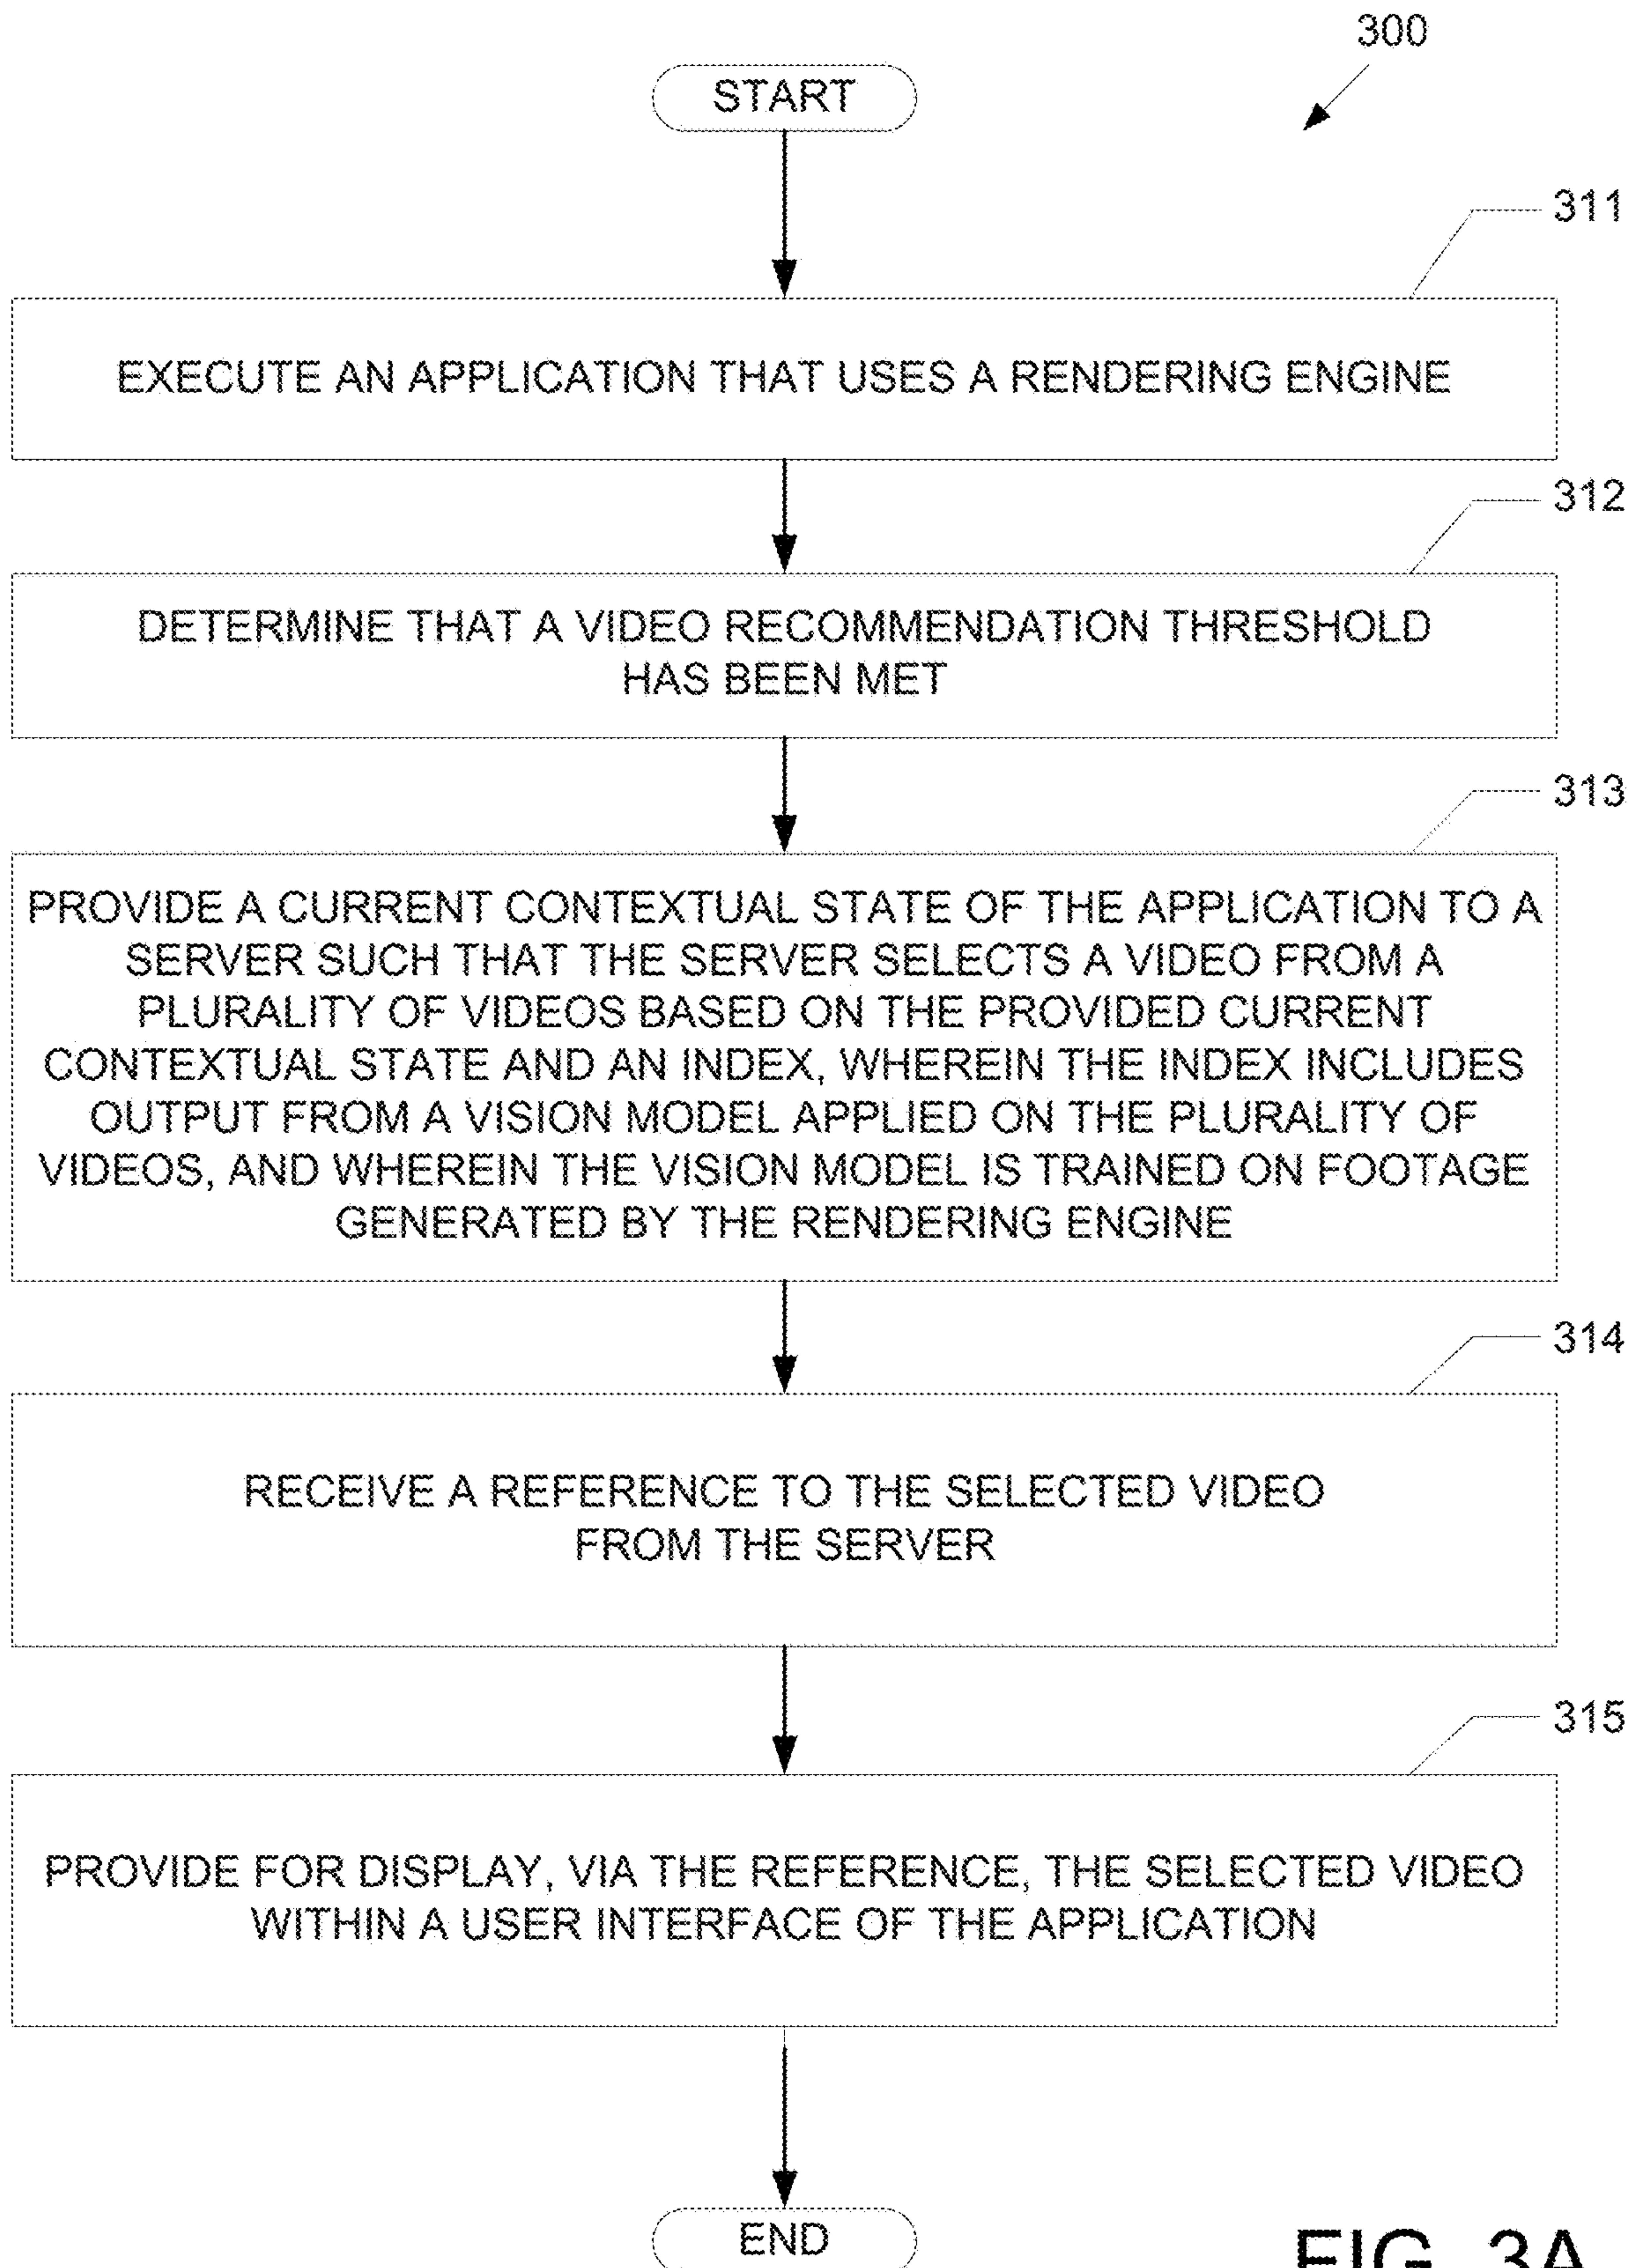 300
START
311
EXECUTE AN APPLICATION THAT USES A RENDERING ENGINE
312
DETERMINE THAT A VIDEO RECOMMENDATION THRESHOLD
HAS BEEN MET
313
PROVIDE A CURRENT CONTEXTUAL STATE OF THE APPLICATION TO A
SERVER SUCH THAT THE SERVER SELECTS A VIDEO FROM A
PLURALITY OF VIDEOS BASED ON THE PROVIDED CURRENT
CONTEXTUAL STATE AND AN INDEX, WHEREIN THE INDEX INCLUDES
OUTPUT FROM A VISION MODEL APPLIED ON THE PLURALITY OF
VIDEOS, AND WHEREIN THE VISION MODEL IS TRAINED ON FOOTAGE
GENERATED BY THE RENDERING ENGINE
314
RECEIVE A REFERENCE TO THE SELECTED VIDEO
FROM THE SERVER
315
PROVIDE FOR DISPLAY, VIA THE REFERENCE, THE SELECTED VIDEO
WITHIN A USER INTERFACE OF THE APPLICATION
END
FIG. 3A